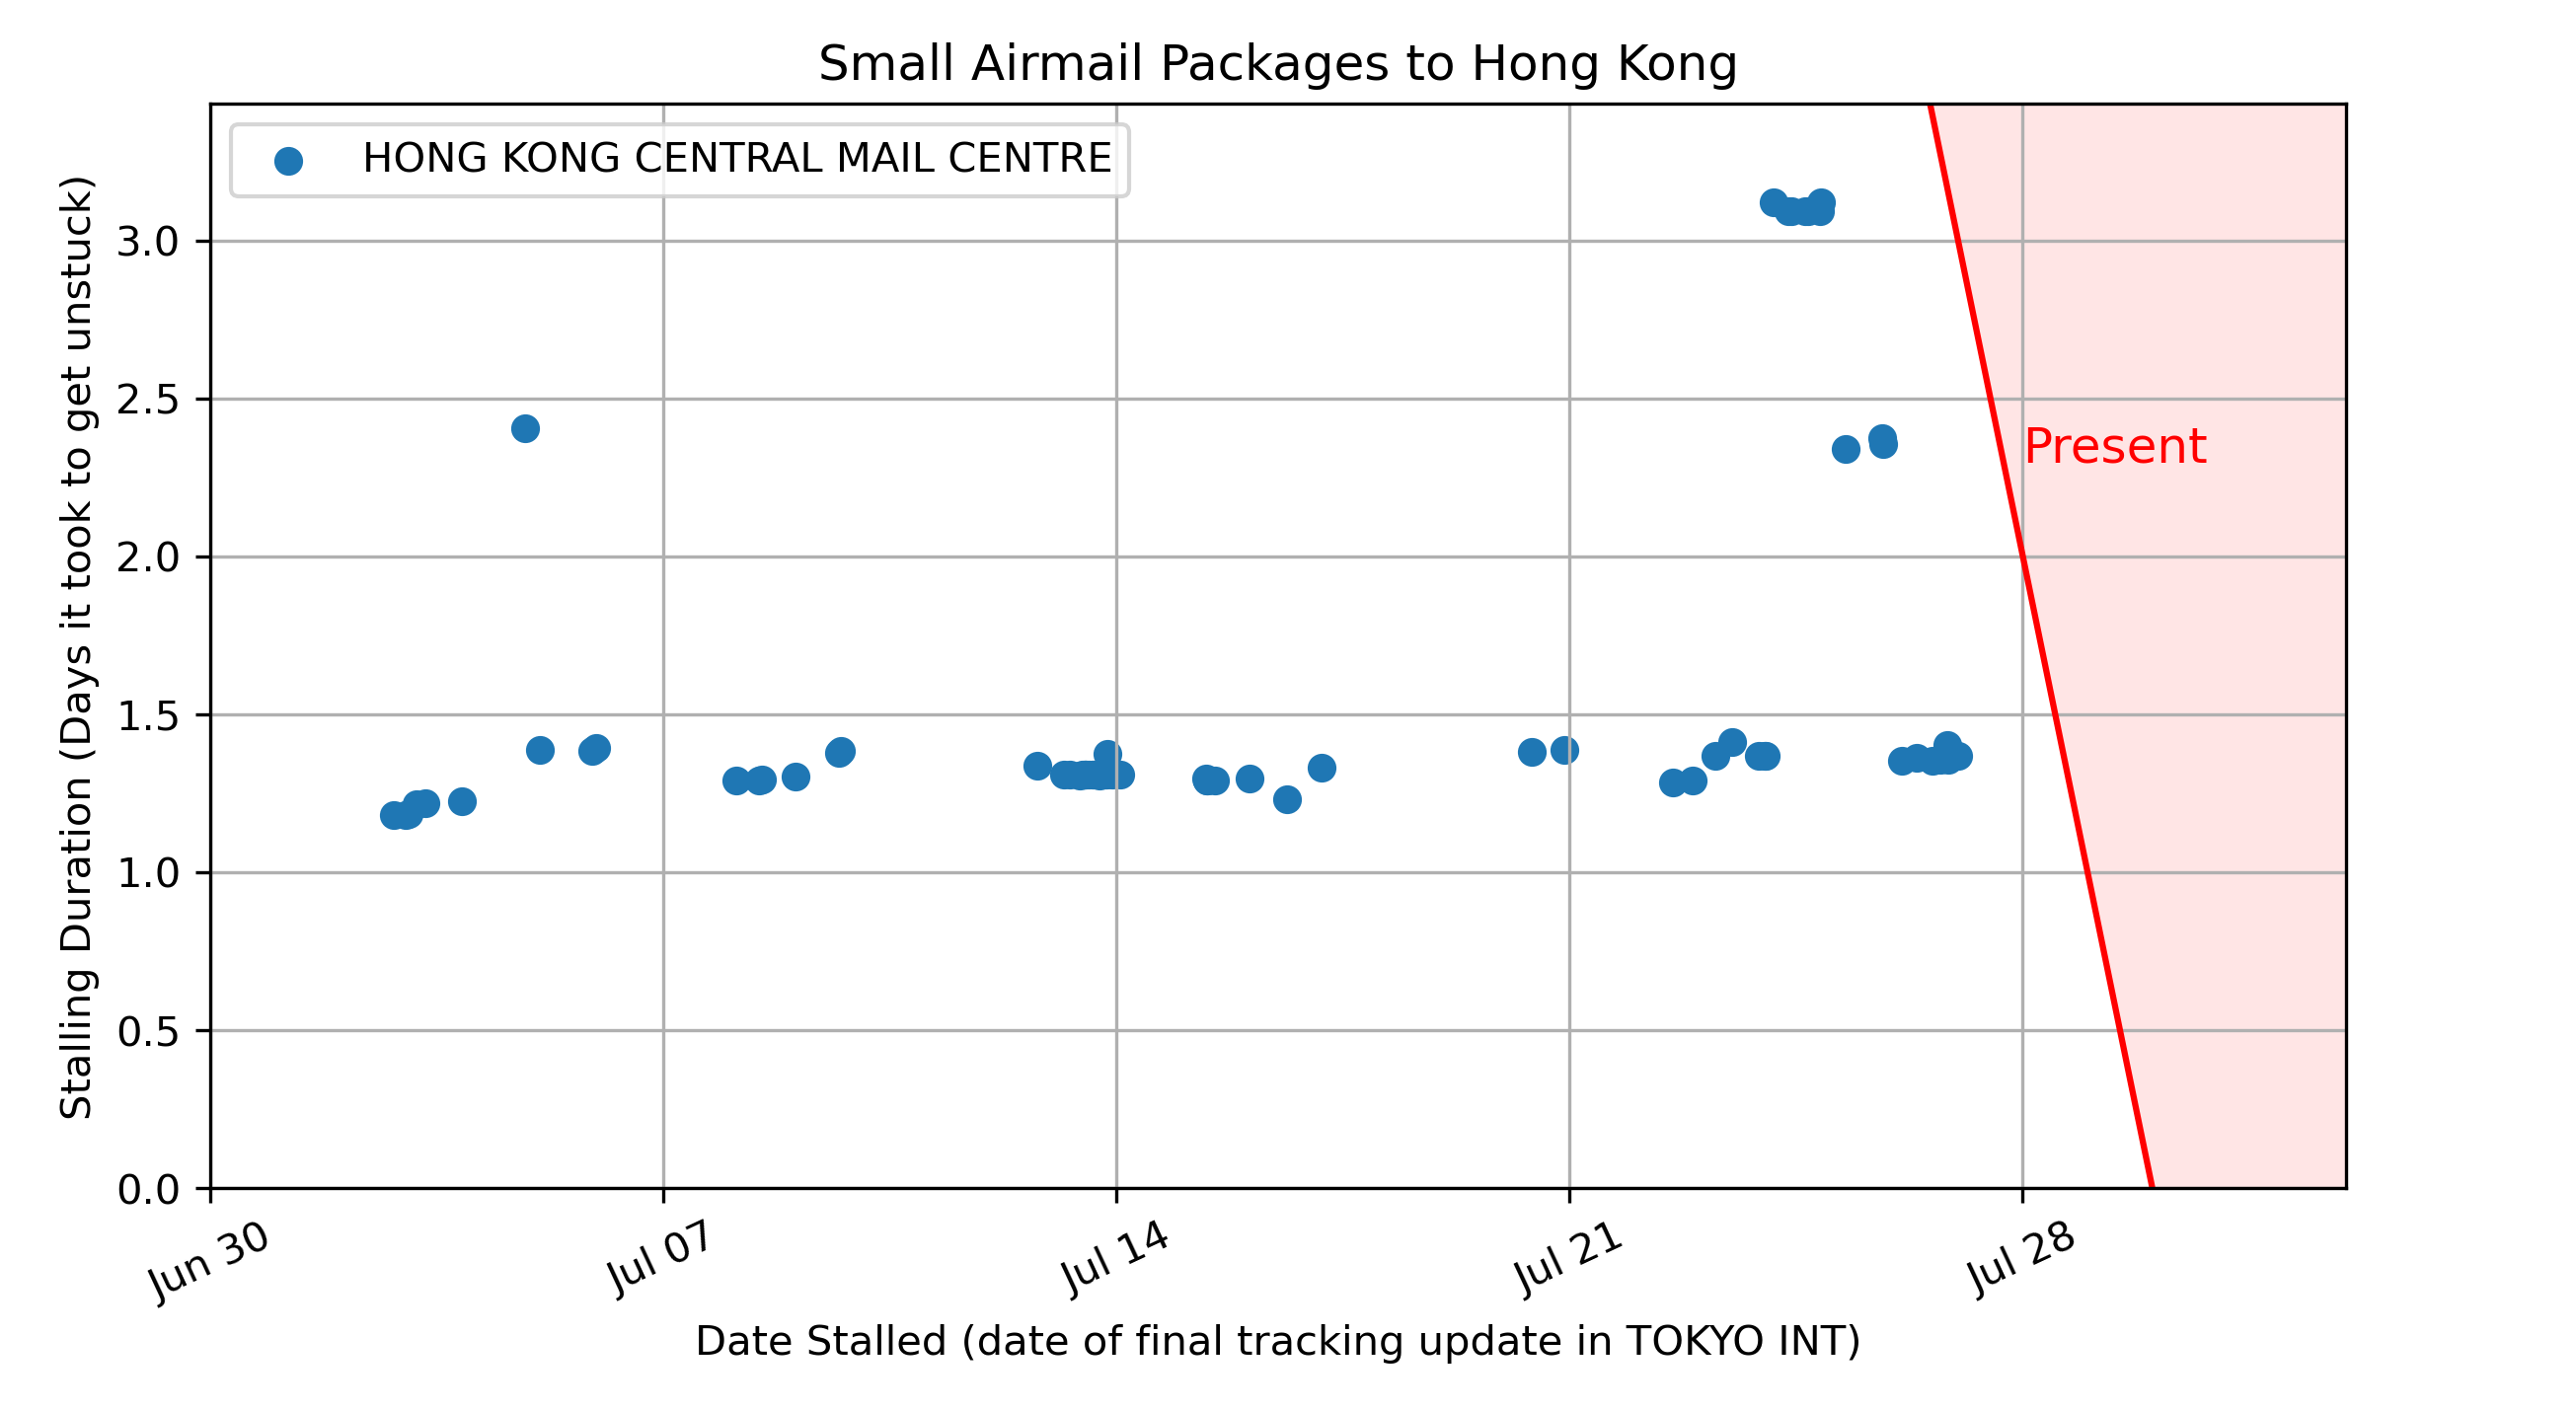 Small Airmail Packages to Hong Kong
HONG KONG CENTRAL MAIL CENTRE
Stalling Duration (Days it took to get unstuck)
3.0
2.5
2.0
1.5
1.0
0.5
0.0
Present
Jun 30
Jul 07
Jul 14
Jul 21
Jul 28
Date Stalled (date of final tracking update in TOKYO INT)